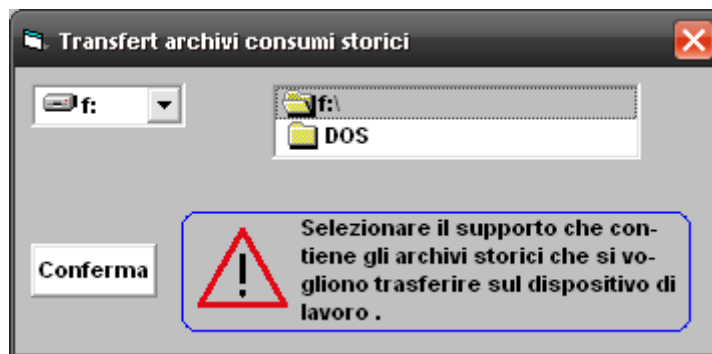 Transfert archivi consumi storici
f:
f:\
DOS
Conferma
Selezionare il supporto che con-
tiene gli archivi storici che si vo-
gliono trasferire sul dispositivo di
lavoro .